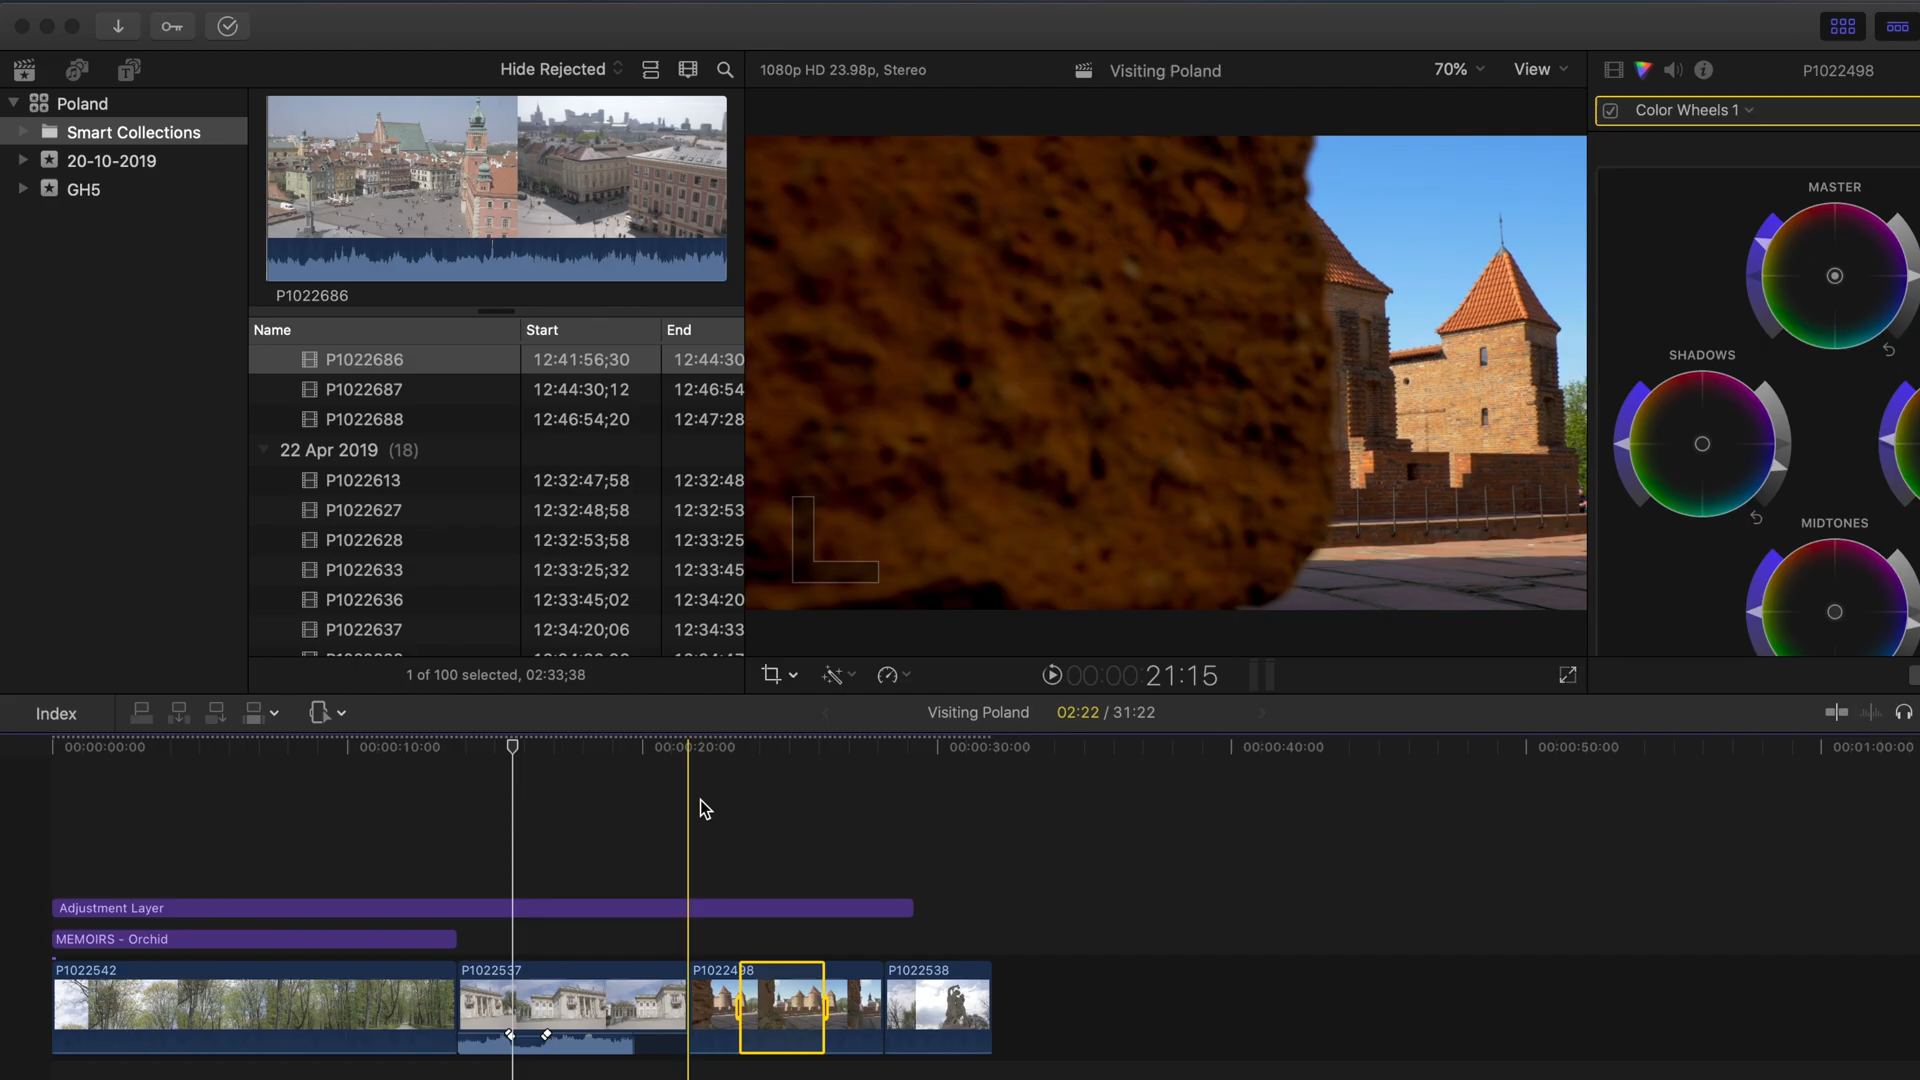 Hide Rejected
1080p HD 23.98p, Stereo
Visiting Poland
70%
View
P1022498
Poland
Smart Collections
20-10-2019
GH5
P1022686
Color Wheels 1
MASTER
SHADOWS
MIDTONES
Name Start End
P1022686 12:41:56;30 12:44:30
P1022687 12:44:30;12 12:46:54
P1022688 12:46:54;20 12:47:28
22 Apr 2019 (18)
P1022613 12:32:47;58 12:32:48
P1022627 12:32:48;58 12:32:53
P1022628 12:32:53;58 12:33:25
P1022633 12:33:25;32 12:33:45
P1022636 12:33:45;02 12:34:20
P1022637 12:34:20;06 12:34:33
1 of 100 selected, 02:33;38
00:00:00:21:15
Index
Visiting Poland 02:22 / 31:22
00:00:00:00 00:00:10:00 00:00:20:00 00:00:30:00 00:00:40:00 00:00:50:00 00:01:00:00
Adjustment Layer
MEMOIRS - Orchid
P1022542 P1022537 P1022498 P1022538